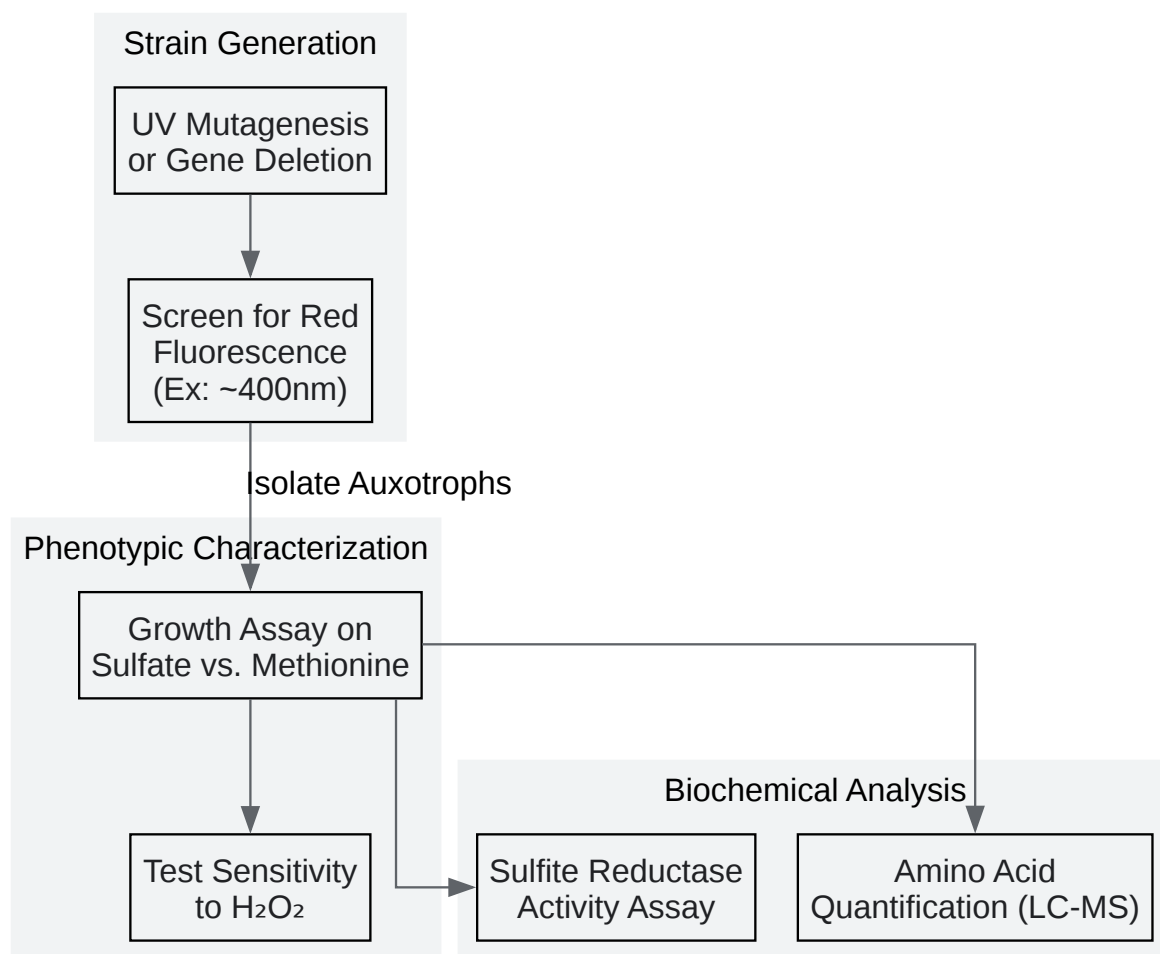 Strain Generation
UV Mutagenesis
or Gene Deletion
Screen for Red
Fluorescence
(Ex: ~400nm)
Isolate Auxotrophs
Phenotypic Characterization
Growth Assay on
Sulfate vs. Methionine
Test Sensitivity
to H₂O₂
Biochemical Analysis
Sulfite Reductase
Activity Assay
Amino Acid
Quantification (LC-MS)